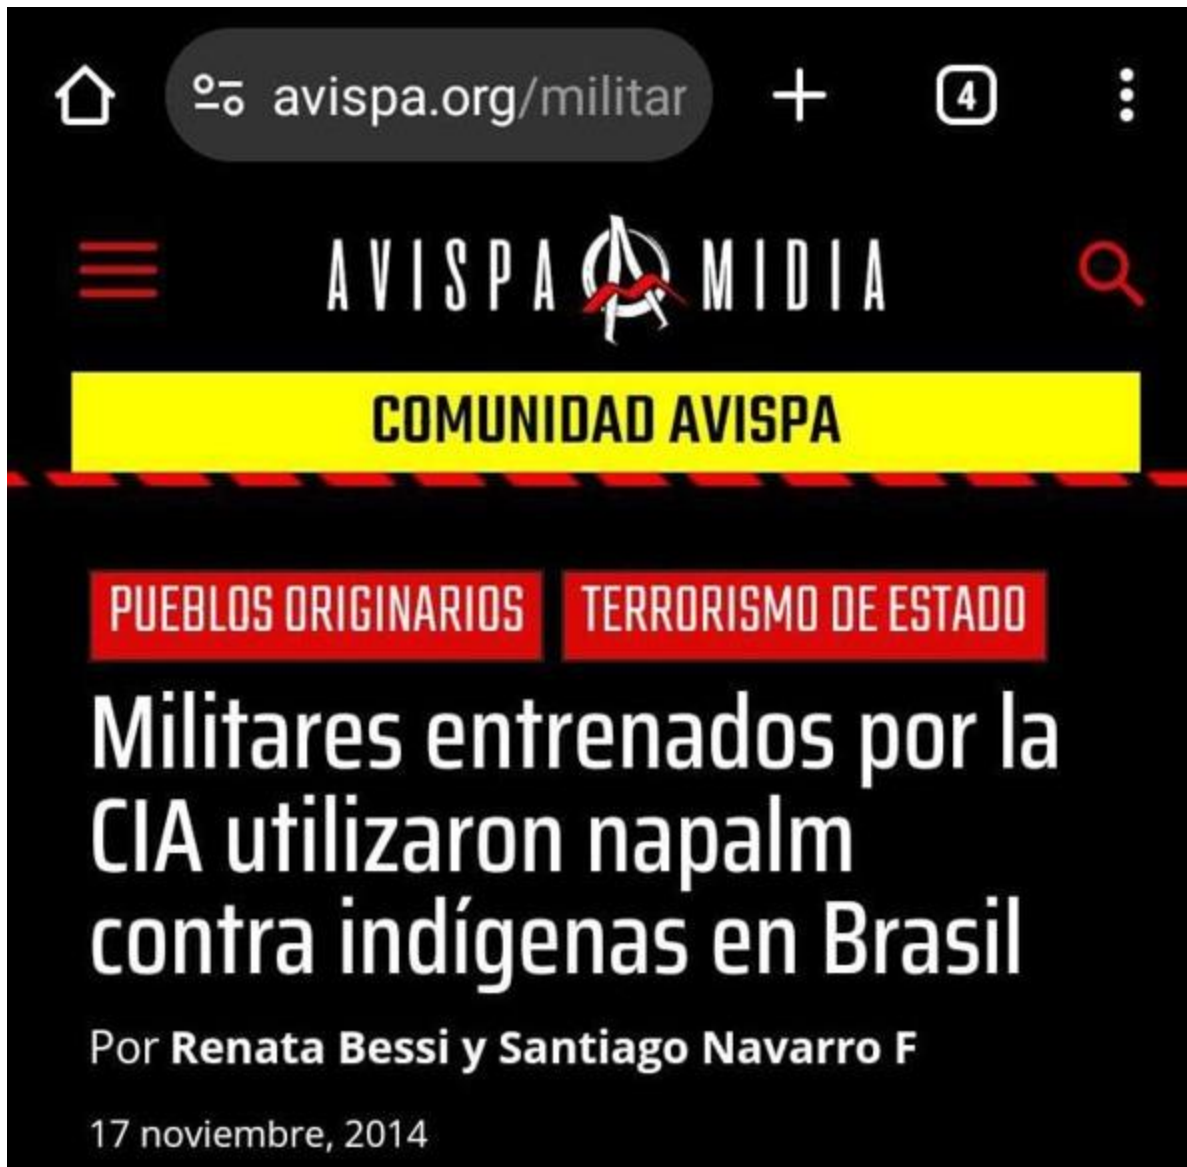 avispa.org/militar
4
AVISPA MIDIA
COMUNIDAD AVISPA
PUEBLOS ORIGINARIOS TERRORISMO DE ESTADO
Militares entrenados por la
CIA utilizaron napalm
contra indígenas en Brasil
Por Renata Bessi y Santiago Navarro F
17 noviembre, 2014